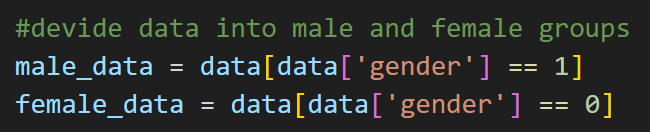 #devide data into male and female groups
male_data = data[data['gender'] == 1]
female_data = data[data['gender'] == 0]